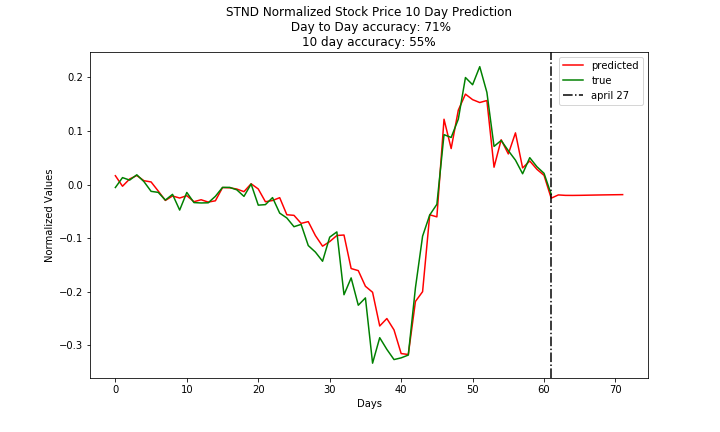 STND Normalized Stock Price 10 Day Prediction
Day to Day accuracy: 71%
10 day accuracy: 55%
predicted
true
april 27
Normalized Values
0.2
0.1
0.0
−0.1
−0.2
−0.3
0 10 20 30 40 50 60 70
Days